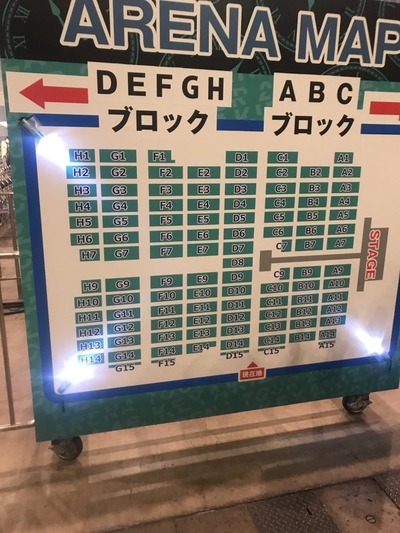 ARENA MAP
DEFGH
ブロック
ABC
ブロック
H1 G1 F1 D1 C1 A1
H2 G2 F2 E2 D2 C2 B2 A2
H3 G3 F3 E3 D3 C3 B3 A3
H4 G4 F4 E4 D4 C4 B4 A4
H5 G5 F5 E5 D5 C5 B5 A5
H6 G6 F6 E6 D6 C6 B6 A6
H7 G7 F7 E7 D7 C7 B7 A7
D8
STAGE
H9 G9 F9 E9 D9 C9 B9 A9
H10 G10 F10 E10 D10 C10 B10 A10
H11 G11 F11 E11 D11 C11 B11 A11
H12 G12 F12 E12 D12 C12 B12 A12
H13 G13 F13 E13 D13 C13 B13 A13
H14 G14 F14 E14 D14 C14 B14 A14
G15 F15 D15 C15 A15
現在地